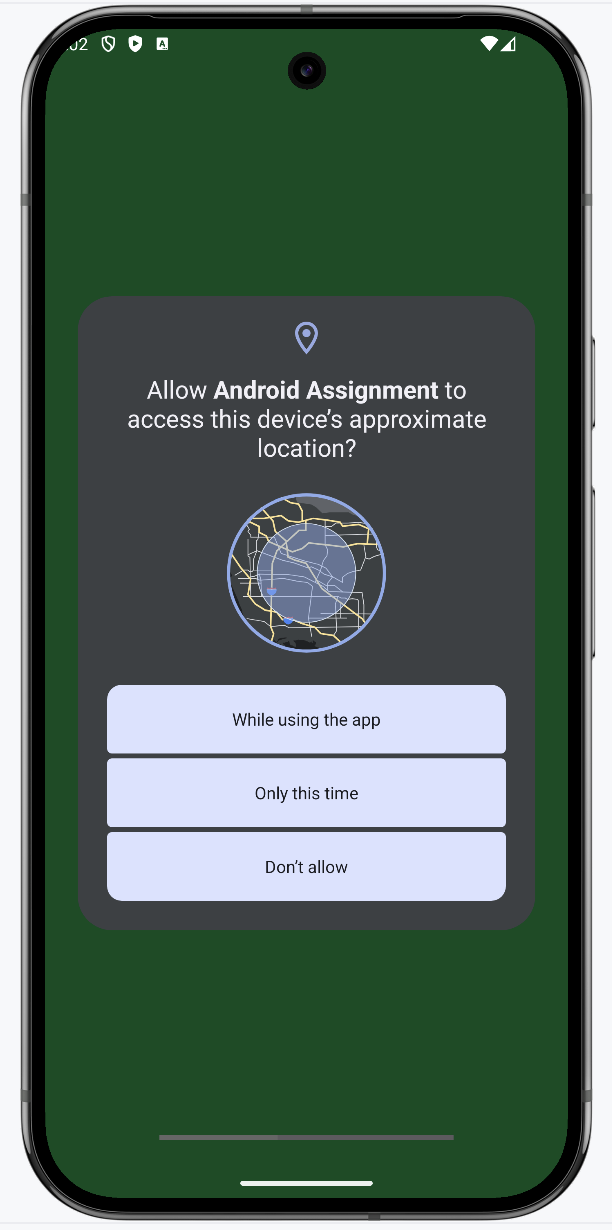 :02
Allow Android Assignment to
access this device’s approximate
location?
While using the app
Only this time
Don’t allow